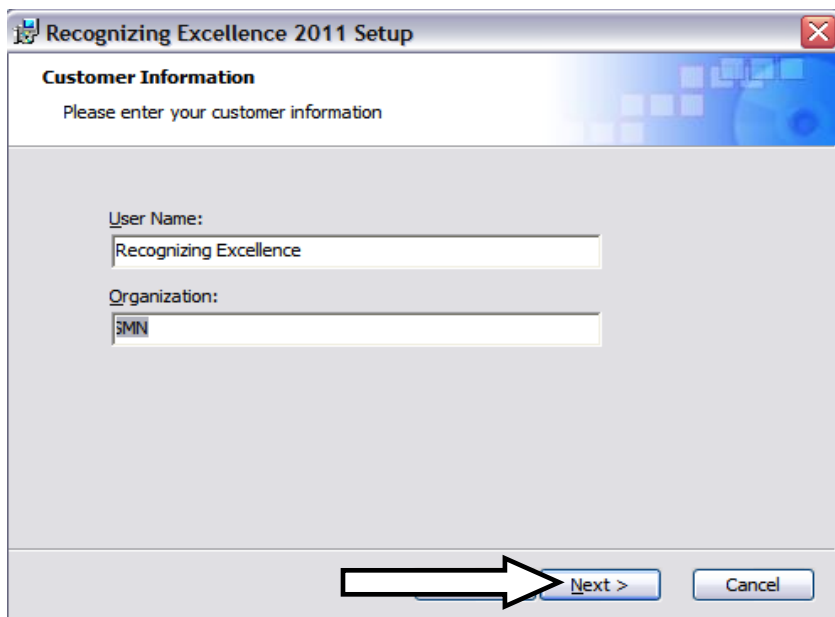 Recognizing Excellence 2011 Setup
Customer Information
Please enter your customer information
User Name:
Recognizing Excellence
Organization:
SMN
Next >
Cancel